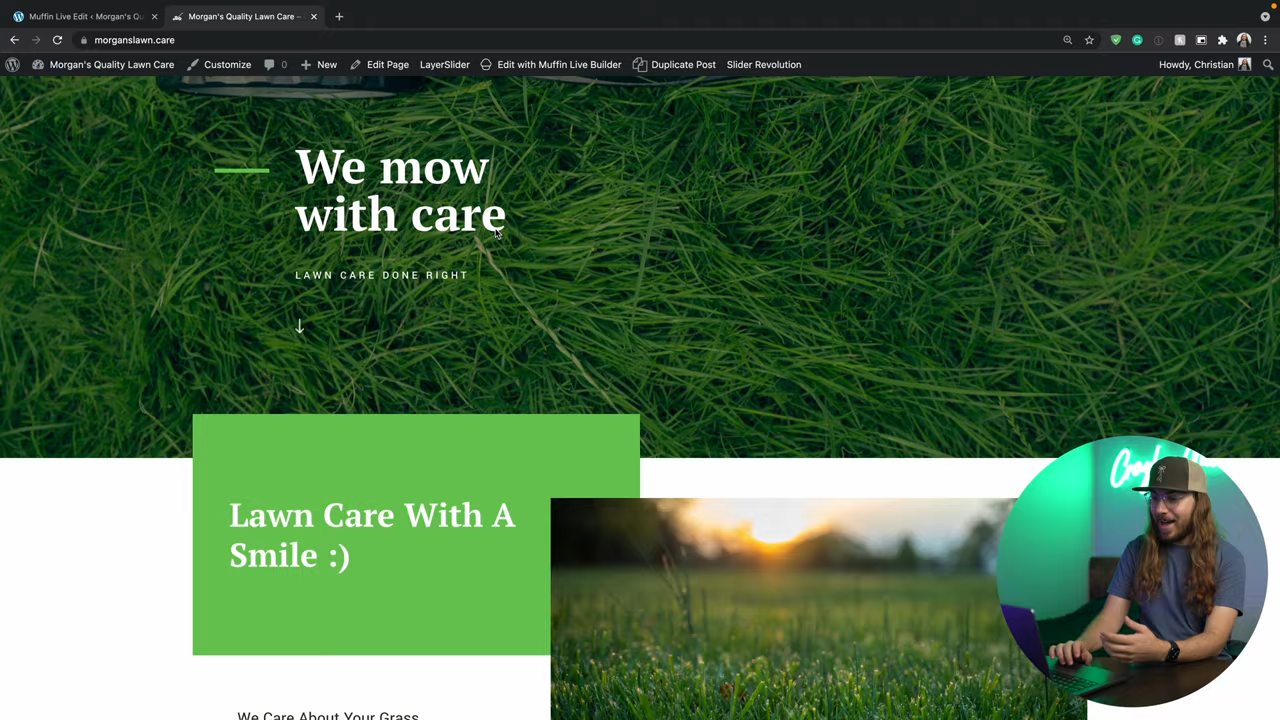 Muffin Live Edit ‹ Morgan's Qu
Morgan's Quality Lawn Care –
morganslawn.care
Morgan's Quality Lawn Care
Customize
0
New
Edit Page
LayerSlider
Edit with Muffin Live Builder
Duplicate Post
Slider Revolution
Howdy, Christian
We mow
with care
LAWN CARE DONE RIGHT
Lawn Care With A
Smile :)
We Care About Your Grass